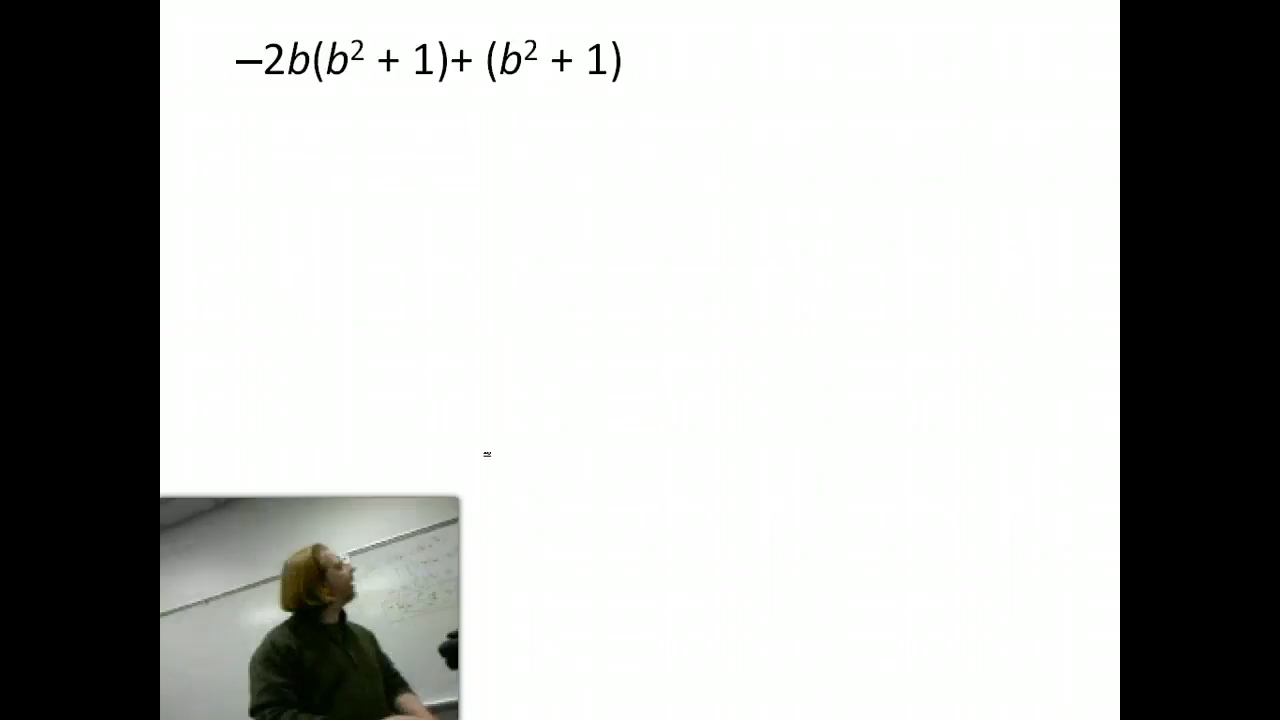 –2b(b² + 1)+ (b² + 1)